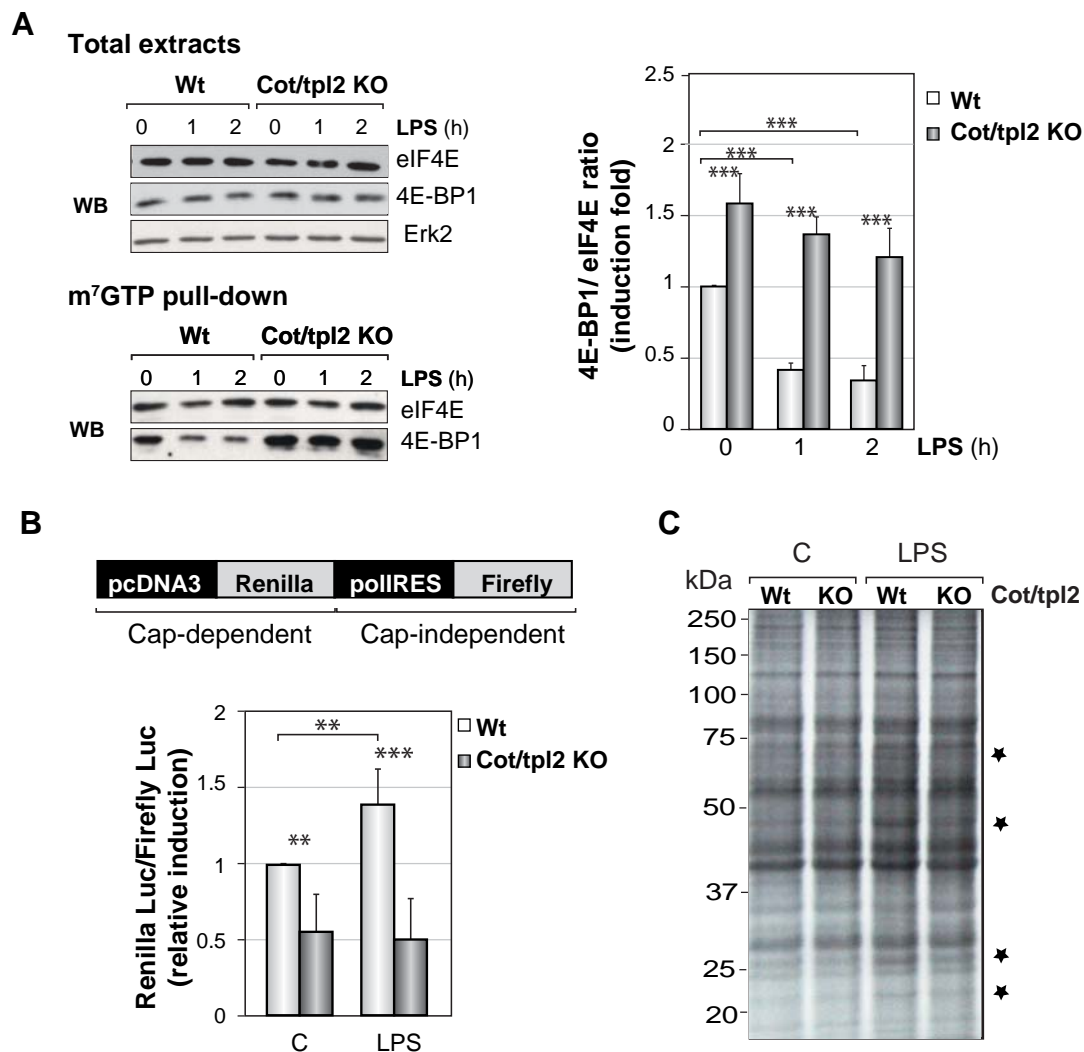 A
Total extracts
Wt Cot/tpl2 KO
0 1 2 0 1 2 LPS (h)
eIF4E
WB 4E-BP1
Erk2
m⁷GTP pull-down
Wt Cot/tpl2 KO
0 1 2 0 1 2 LPS (h)
eIF4E
WB 4E-BP1
4E-BP1/ eIF4E ratio
(induction fold)
2.5
2
1.5
1
0.5
0
***
***
*** *** ***
Wt
Cot/tpl2 KO
0 1 2 LPS (h)
B
pcDNA3 Renilla polIRES Firefly
Cap-dependent Cap-independent
Renilla Luc/Firefly Luc
(relative induction)
2
1.5
1
0.5
0
**
***
**
Wt
Cot/tpl2 KO
C LPS
C
C LPS
kDa Wt KO Wt KO Cot/tpl2
250
150
100
75
50
37
25
20